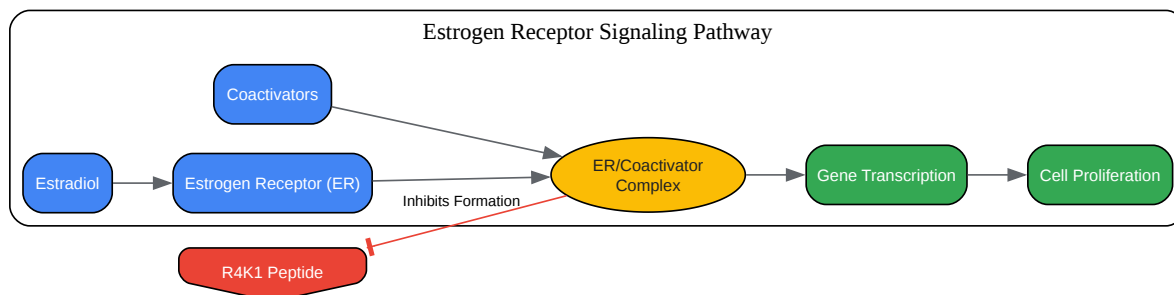 Estrogen Receptor Signaling Pathway
Coactivators
Estradiol
Estrogen Receptor (ER)
ER/Coactivator
Complex
Gene Transcription
Cell Proliferation
Inhibits Formation
R4K1 Peptide